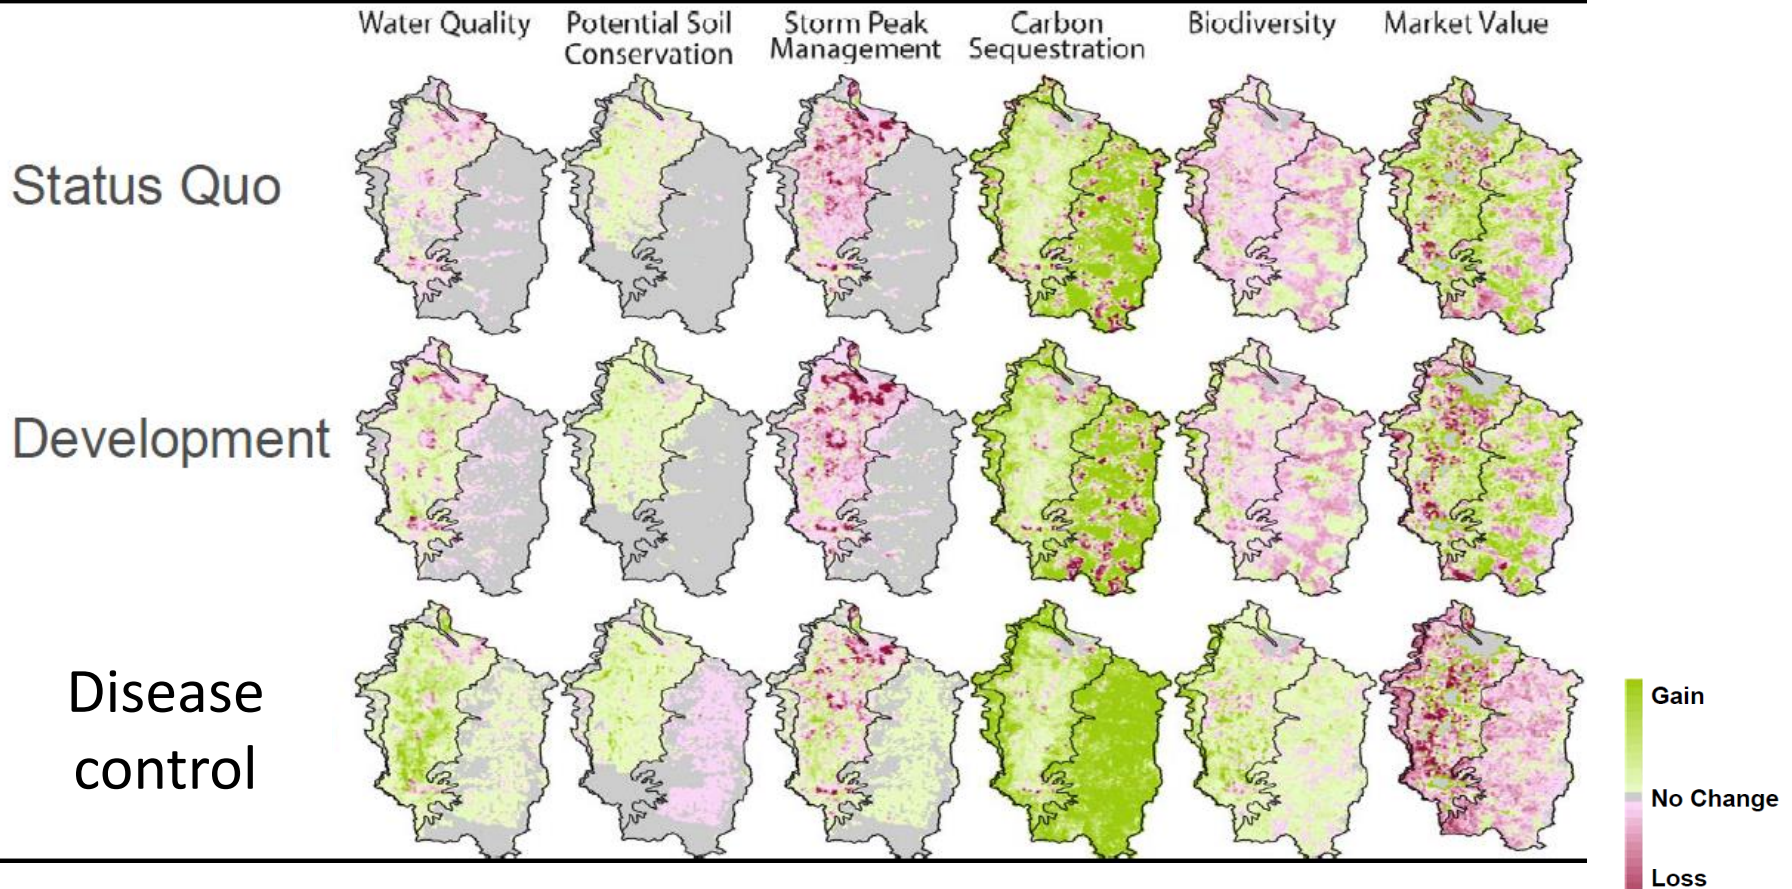 Water Quality
Potential Soil
Conservation
Storm Peak
Management
Carbon
Sequestration
Biodiversity
Market Value
Status Quo
Development
Disease
control
Gain
No Change
Loss